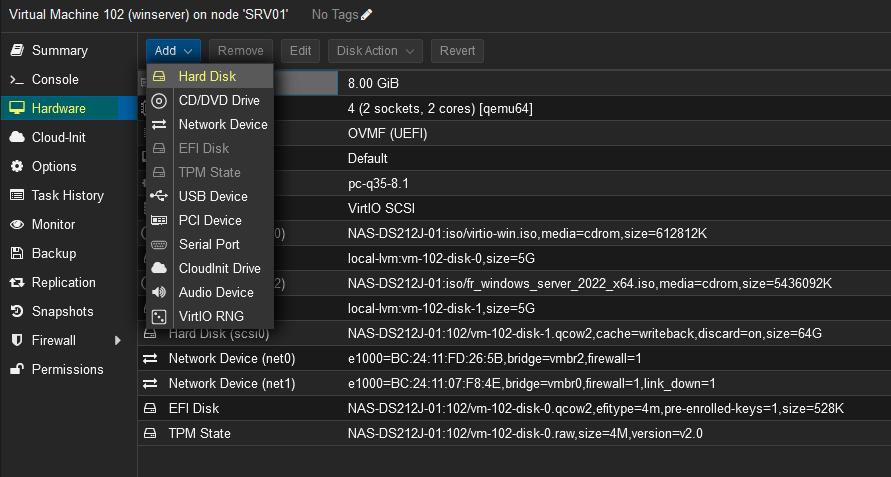 Virtual Machine 102 (winserver) on node 'SRV01' No Tags
Summary
Console
Hardware
Cloud-Init
Options
Task History
Monitor
Backup
Replication
Snapshots
Firewall
Permissions
Add Remove Edit Disk Action Revert
Hard Disk
CD/DVD Drive
Network Device
EFI Disk
TPM State
USB Device
PCI Device
Serial Port
CloudInit Drive
Audio Device
VirtIO RNG
8.00 GiB
4 (2 sockets, 2 cores) [qemu64]
OVMF (UEFI)
Default
pc-q35-8.1
VirtIO SCSI
0) NAS-DS212J-01:iso/virtio-win.iso,media=cdrom,size=612812K
local-lvm:vm-102-disk-0,size=5G
2) NAS-DS212J-01:iso/fr_windows_server_2022_x64.iso,media=cdrom,size=5436092K
local-lvm:vm-102-disk-1,size=5G
Hard Disk (scsi0) NAS-DS212J-01:102/vm-102-disk-1.qcow2,cache=writeback,discard=on,size=64G
Network Device (net0) e1000=BC:24:11:FD:26:5B,bridge=vmbr2,firewall=1
Network Device (net1) e1000=BC:24:11:07:F8:4E,bridge=vmbr0,firewall=1,link_down=1
EFI Disk NAS-DS212J-01:102/vm-102-disk-0.qcow2,efitype=4m,pre-enrolled-keys=1,size=528K
TPM State NAS-DS212J-01:102/vm-102-disk-0.raw,size=4M,version=v2.0